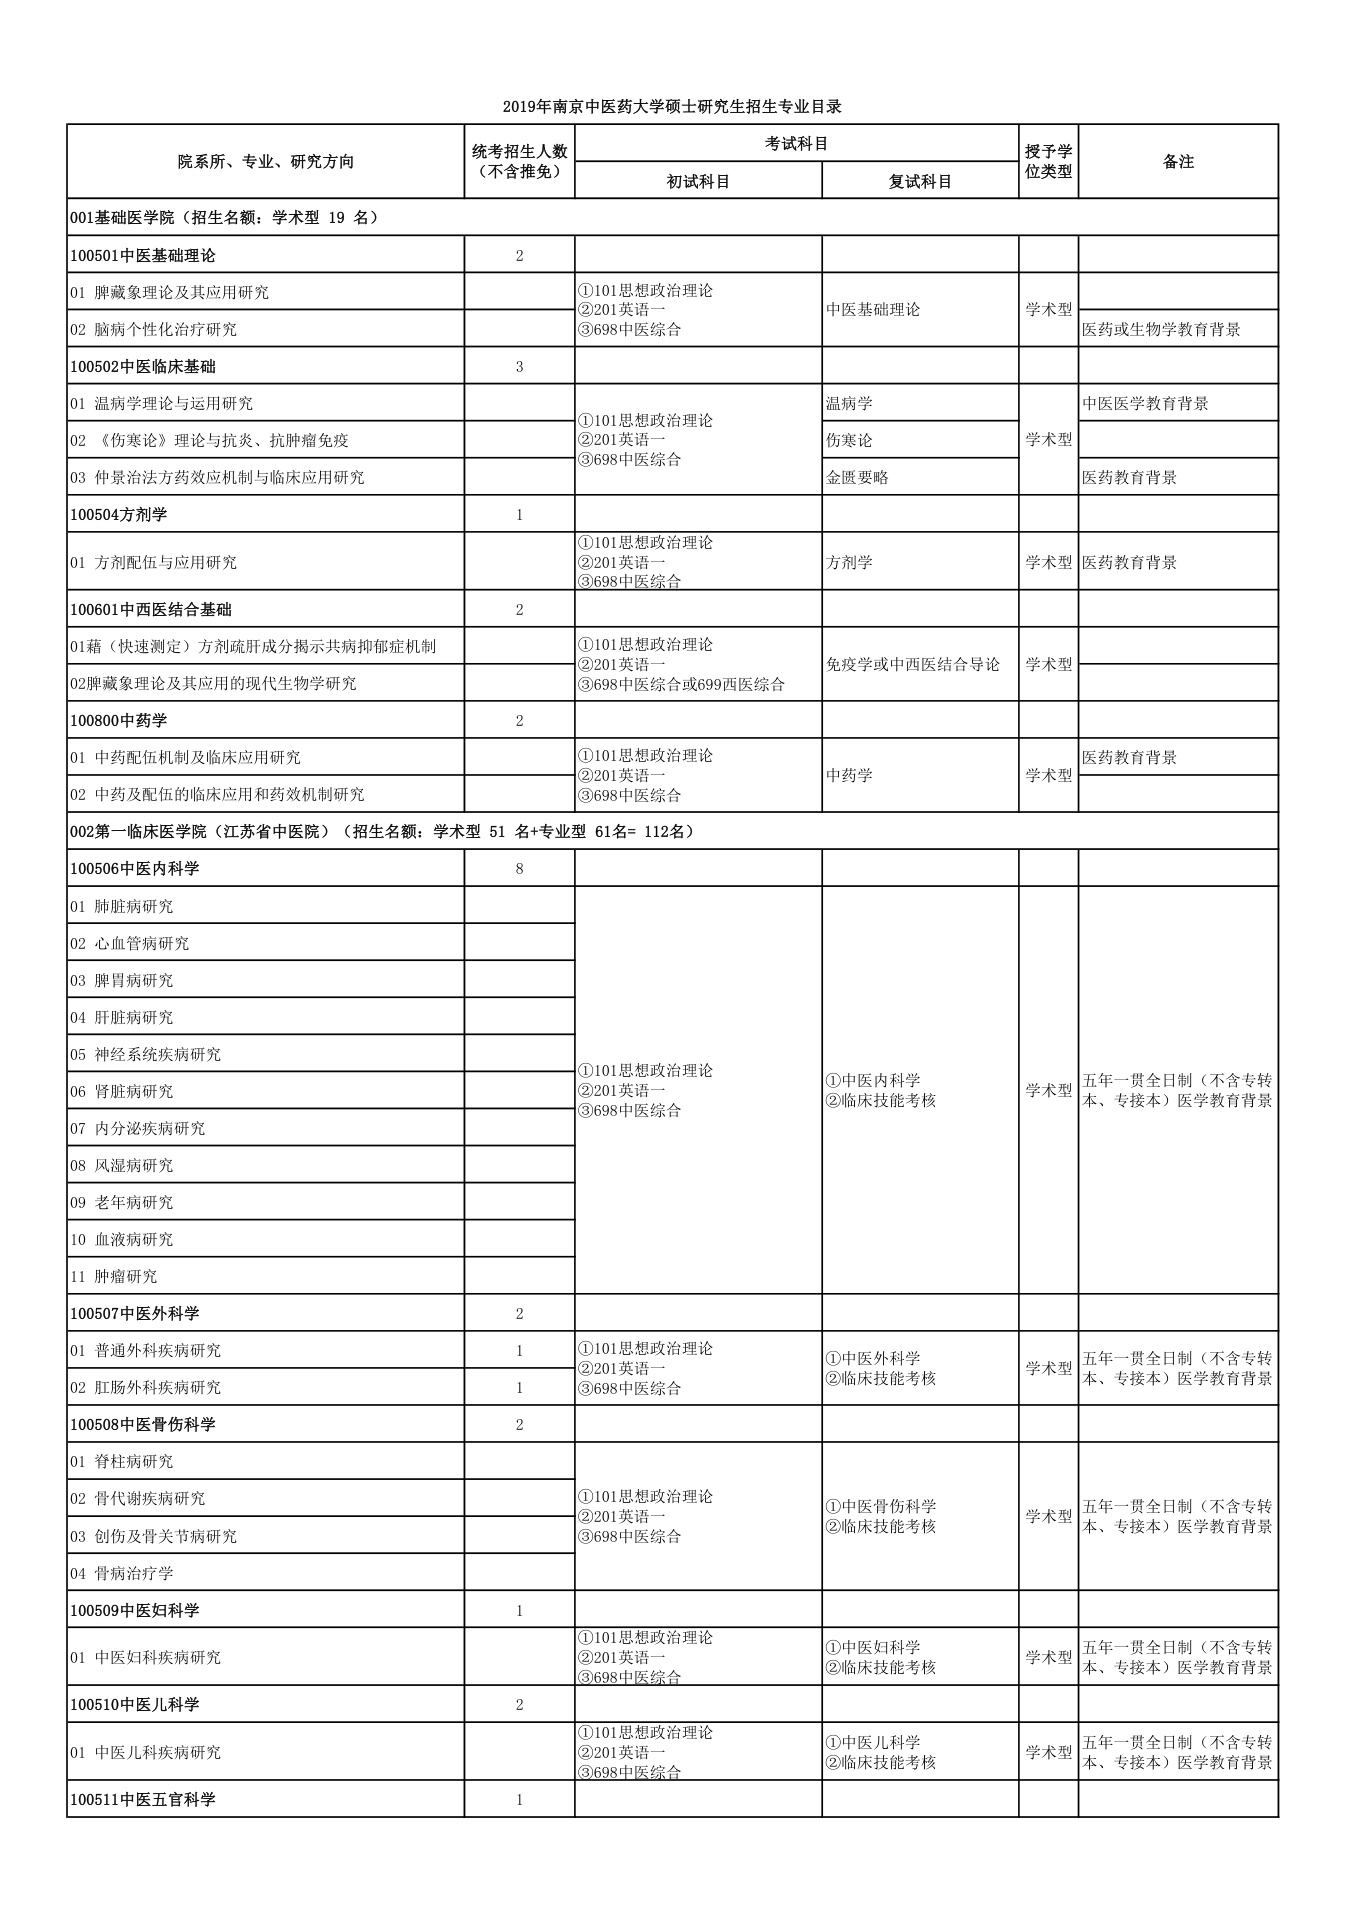 2019年南京中医药大学硕士研究生招生专业目录
院系所、专业、研究方向
统考招生人数
（不含推免）
考试科目
初试科目
复试科目
授予学
位类型
备注
001基础医学院（招生名额：学术型 19 名）
100501中医基础理论
2
01 脾藏象理论及其应用研究
02 脑病个性化治疗研究
①101思想政治理论
②201英语一
③698中医综合
中医基础理论
学术型
医药或生物学教育背景
100502中医临床基础
3
01 温病学理论与运用研究
02 《伤寒论》理论与抗炎、抗肿瘤免疫
03 仲景治法方药效应机制与临床应用研究
①101思想政治理论
②201英语一
③698中医综合
温病学
伤寒论
金匮要略
学术型
中医医学教育背景
医药教育背景
100504方剂学
1
01 方剂配伍与应用研究
①101思想政治理论
②201英语一
③698中医综合
方剂学
学术型
医药教育背景
100601中西医结合基础
2
01藉（快速测定）方剂疏肝成分揭示共病抑郁症机制
02脾藏象理论及其应用的现代生物学研究
①101思想政治理论
②201英语一
③698中医综合或699西医综合
免疫学或中西医结合导论
学术型
100800中药学
2
01 中药配伍机制及临床应用研究
02 中药及配伍的临床应用和药效机制研究
①101思想政治理论
②201英语一
③698中医综合
中药学
学术型
医药教育背景
002第一临床医学院（江苏省中医院）（招生名额：学术型 51 名+专业型 61名= 112名）
100506中医内科学
8
01 肺脏病研究
02 心血管病研究
03 脾胃病研究
04 肝脏病研究
05 神经系统疾病研究
06 肾脏病研究
07 内分泌疾病研究
08 风湿病研究
09 老年病研究
10 血液病研究
11 肿瘤研究
①101思想政治理论
②201英语一
③698中医综合
①中医内科学
②临床技能考核
学术型
五年一贯全日制（不含专转
本、专接本）医学教育背景
100507中医外科学
2
01 普通外科疾病研究
1
02 肛肠外科疾病研究
1
①101思想政治理论
②201英语一
③698中医综合
①中医外科学
②临床技能考核
学术型
五年一贯全日制（不含专转
本、专接本）医学教育背景
100508中医骨伤科学
2
01 脊柱病研究
02 骨代谢疾病研究
03 创伤及骨关节病研究
04 骨病治疗学
①101思想政治理论
②201英语一
③698中医综合
①中医骨伤科学
②临床技能考核
学术型
五年一贯全日制（不含专转
本、专接本）医学教育背景
100509中医妇科学
1
01 中医妇科疾病研究
①101思想政治理论
②201英语一
③698中医综合
①中医妇科学
②临床技能考核
学术型
五年一贯全日制（不含专转
本、专接本）医学教育背景
100510中医儿科学
2
01 中医儿科疾病研究
①101思想政治理论
②201英语一
③698中医综合
①中医儿科学
②临床技能考核
学术型
五年一贯全日制（不含专转
本、专接本）医学教育背景
100511中医五官科学
1